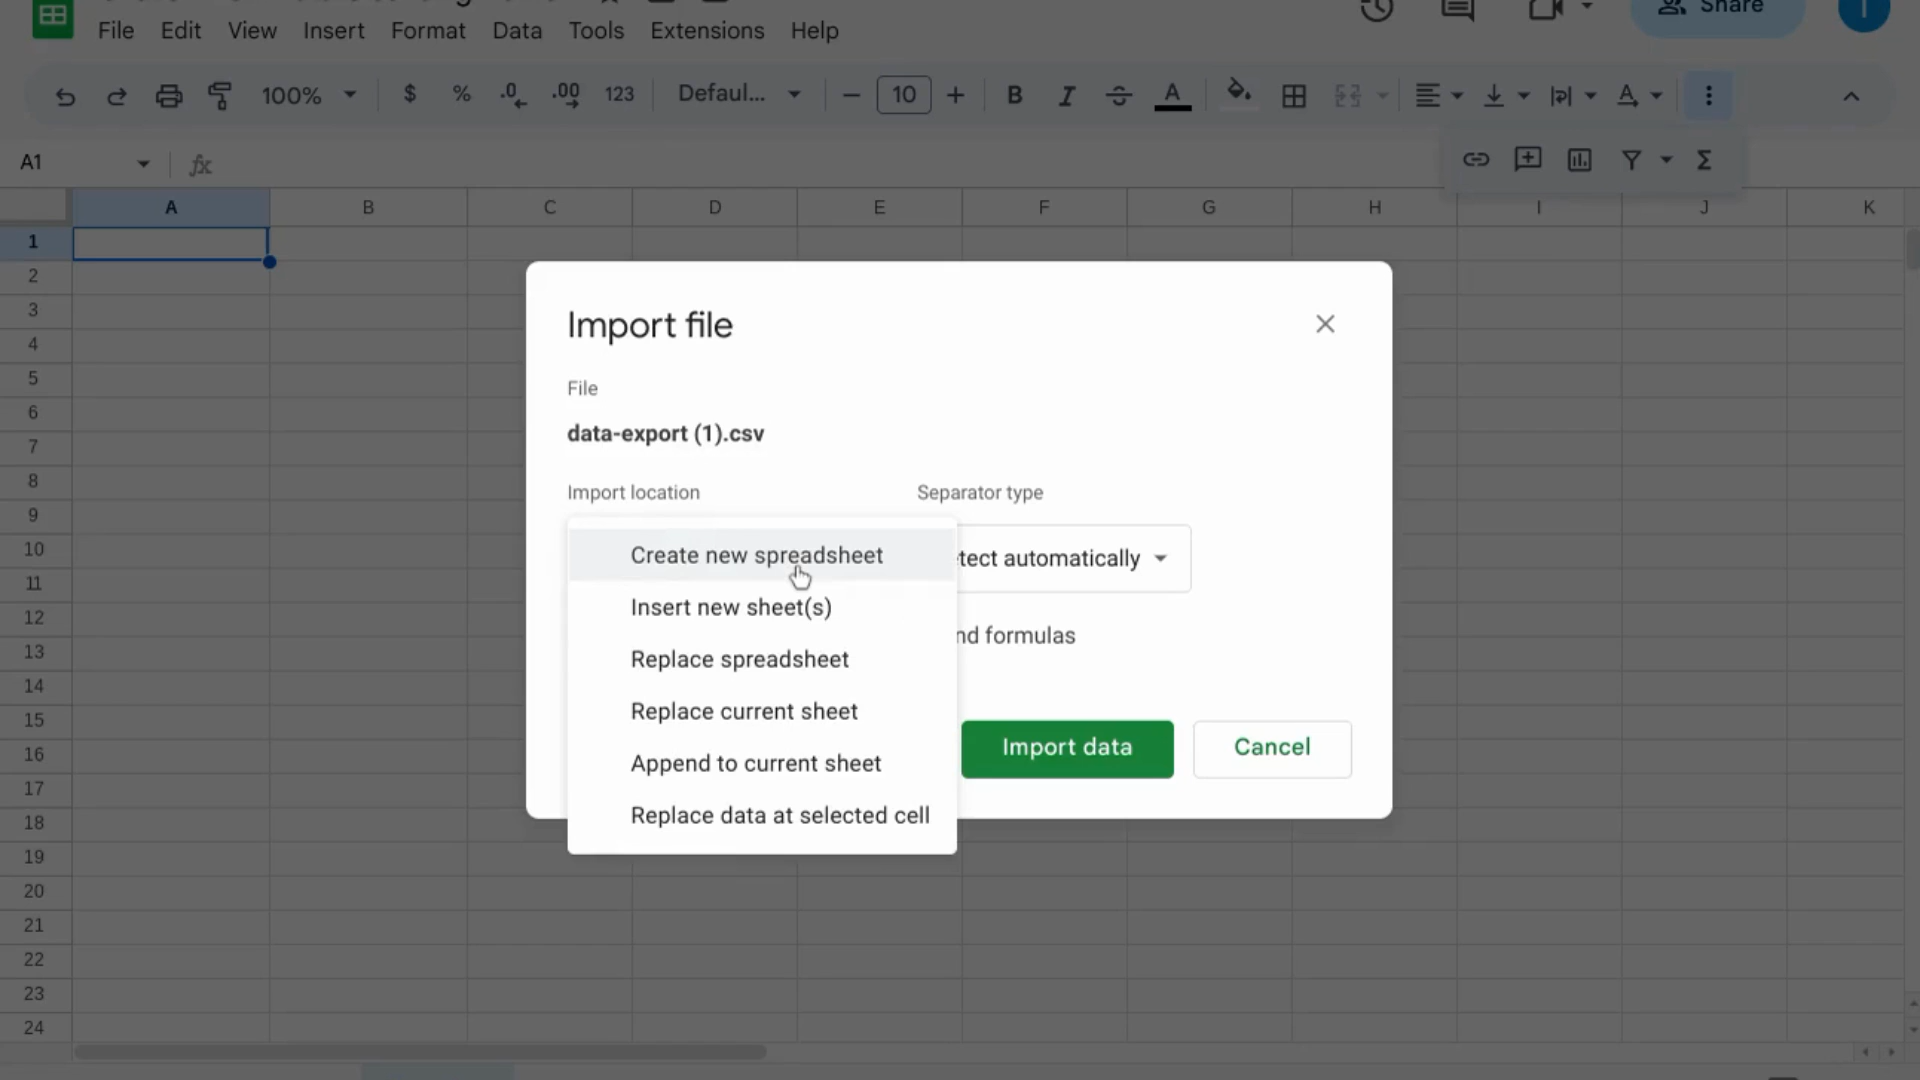 Share
File Edit View Insert Format Data Tools Extensions Help
100% $ % .0 .00 123 Defaul... 10 B I A A
A1 fx
A B C D E F G H I J K
1
2
3
4
5
6
7
8
9
10
11
12
13
14
15
16
17
18
19
20
21
22
23
24
Import file
File
data-export (1).csv
Import location Separator type
Create new spreadsheet
tect automatically
Insert new sheet(s)
nd formulas
Replace spreadsheet
Replace current sheet
Import data Cancel
Append to current sheet
Replace data at selected cell